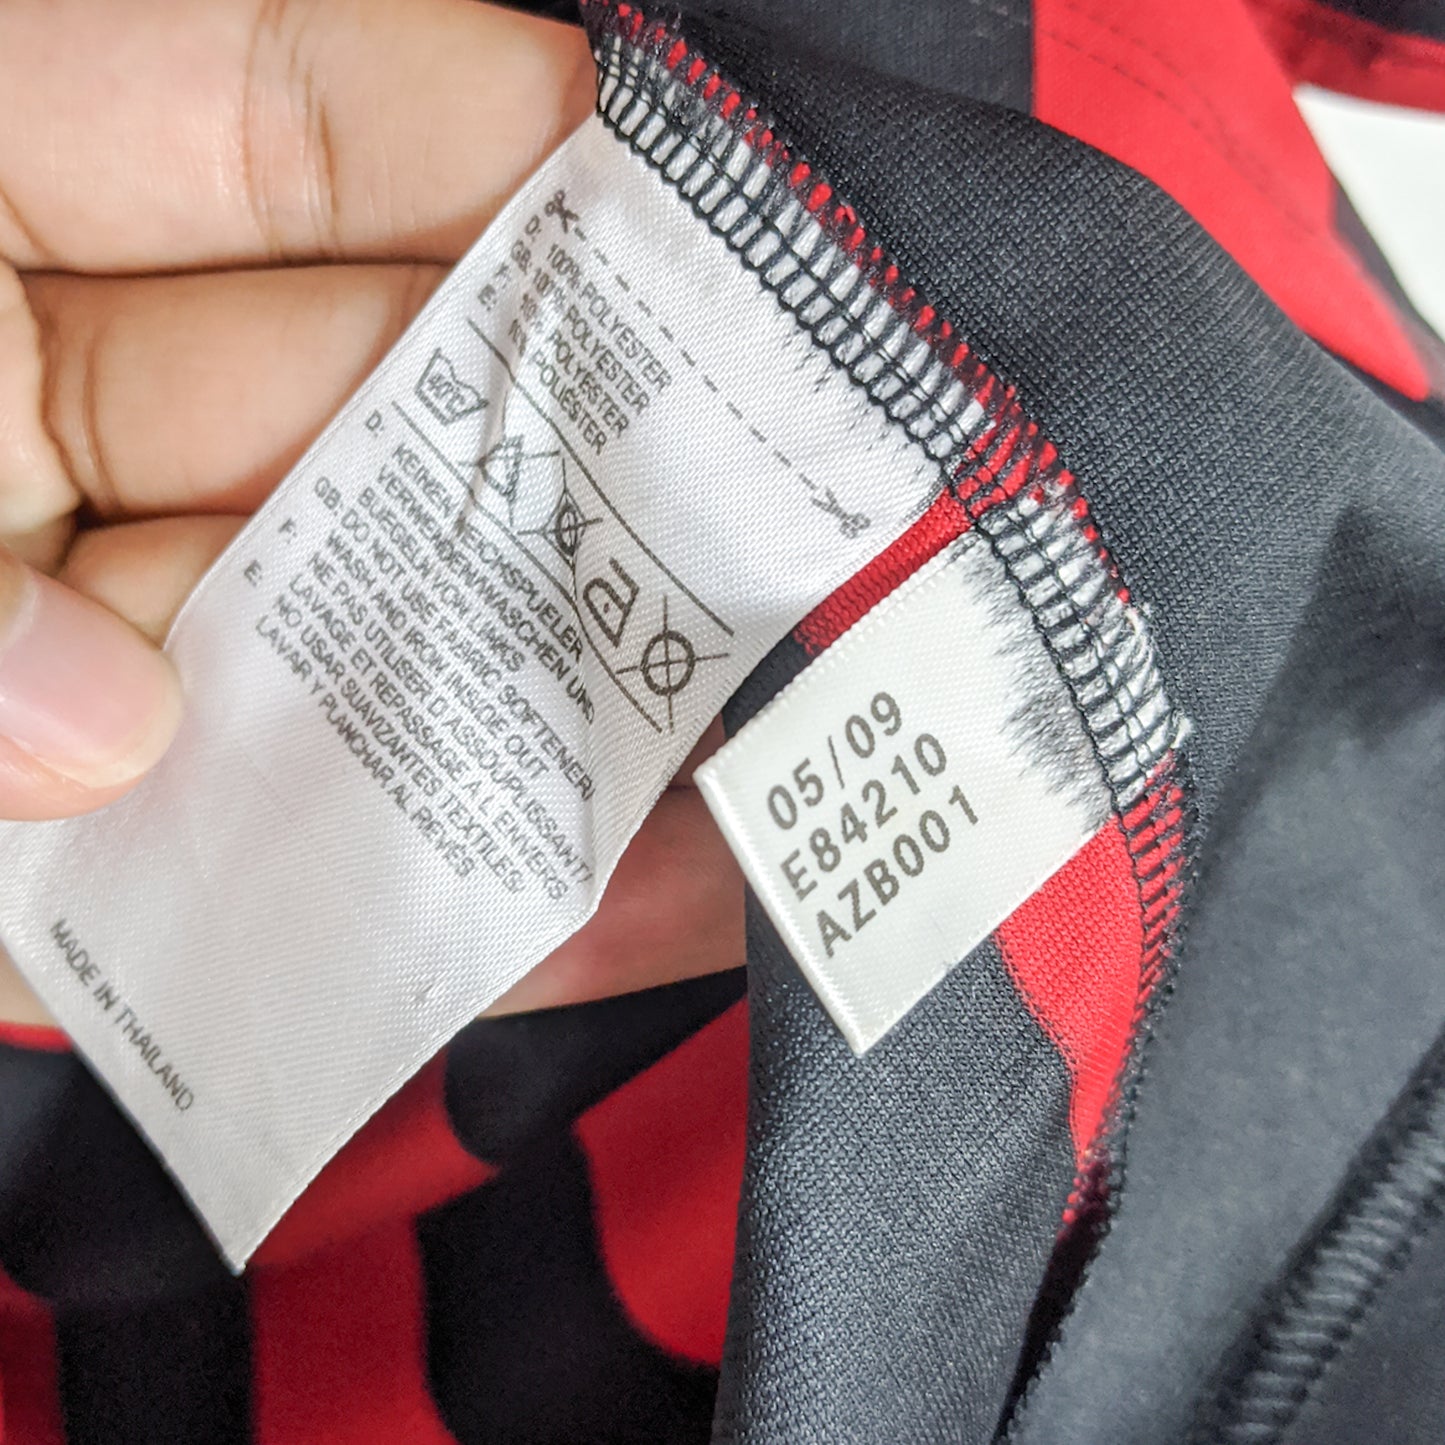 D: 100% POLYESTER
GB: 100% POLYESTER
F: 100% POLYESTER
E: 100% POLIÉSTER
40°C
D: KEINEN WEICHSPUELER
VERWENDEN/WASCHEN UND
BUEGELN VON LINKS
GB: DO NOT USE FABRIC SOFTENER/
WASH AND IRON INSIDE OUT
F: NE PAS UTILISER D'ASSOUPLISSANT/
LAVAGE ET REPASSAGE A L'ENVERS
E: NO USAR SUAVIZANTES TEXTILES/
LAVAR Y PLANCHAR AL REVES
MADE IN THAILAND
05/09
E84210
AZB001